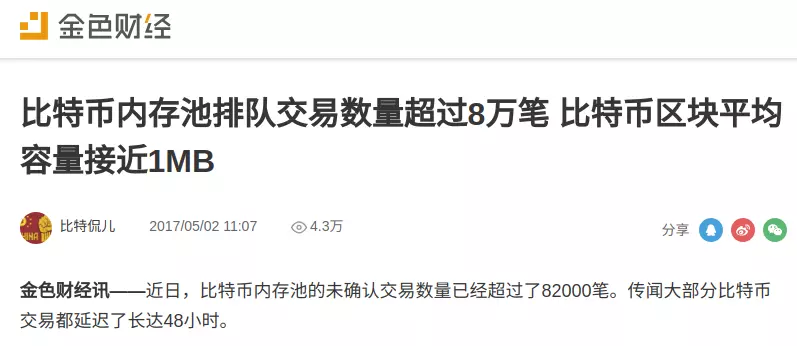 金色财经
比特币内存池排队交易数量超过8万笔 比特币区块平均
容量接近1MB
比特侃儿 2017/05/02 11:07 4.3万 分享
金色财经讯——近日，比特币内存池的未确认交易数量已经超过了82000笔。传闻大部分比特币
交易都延迟了长达48小时。